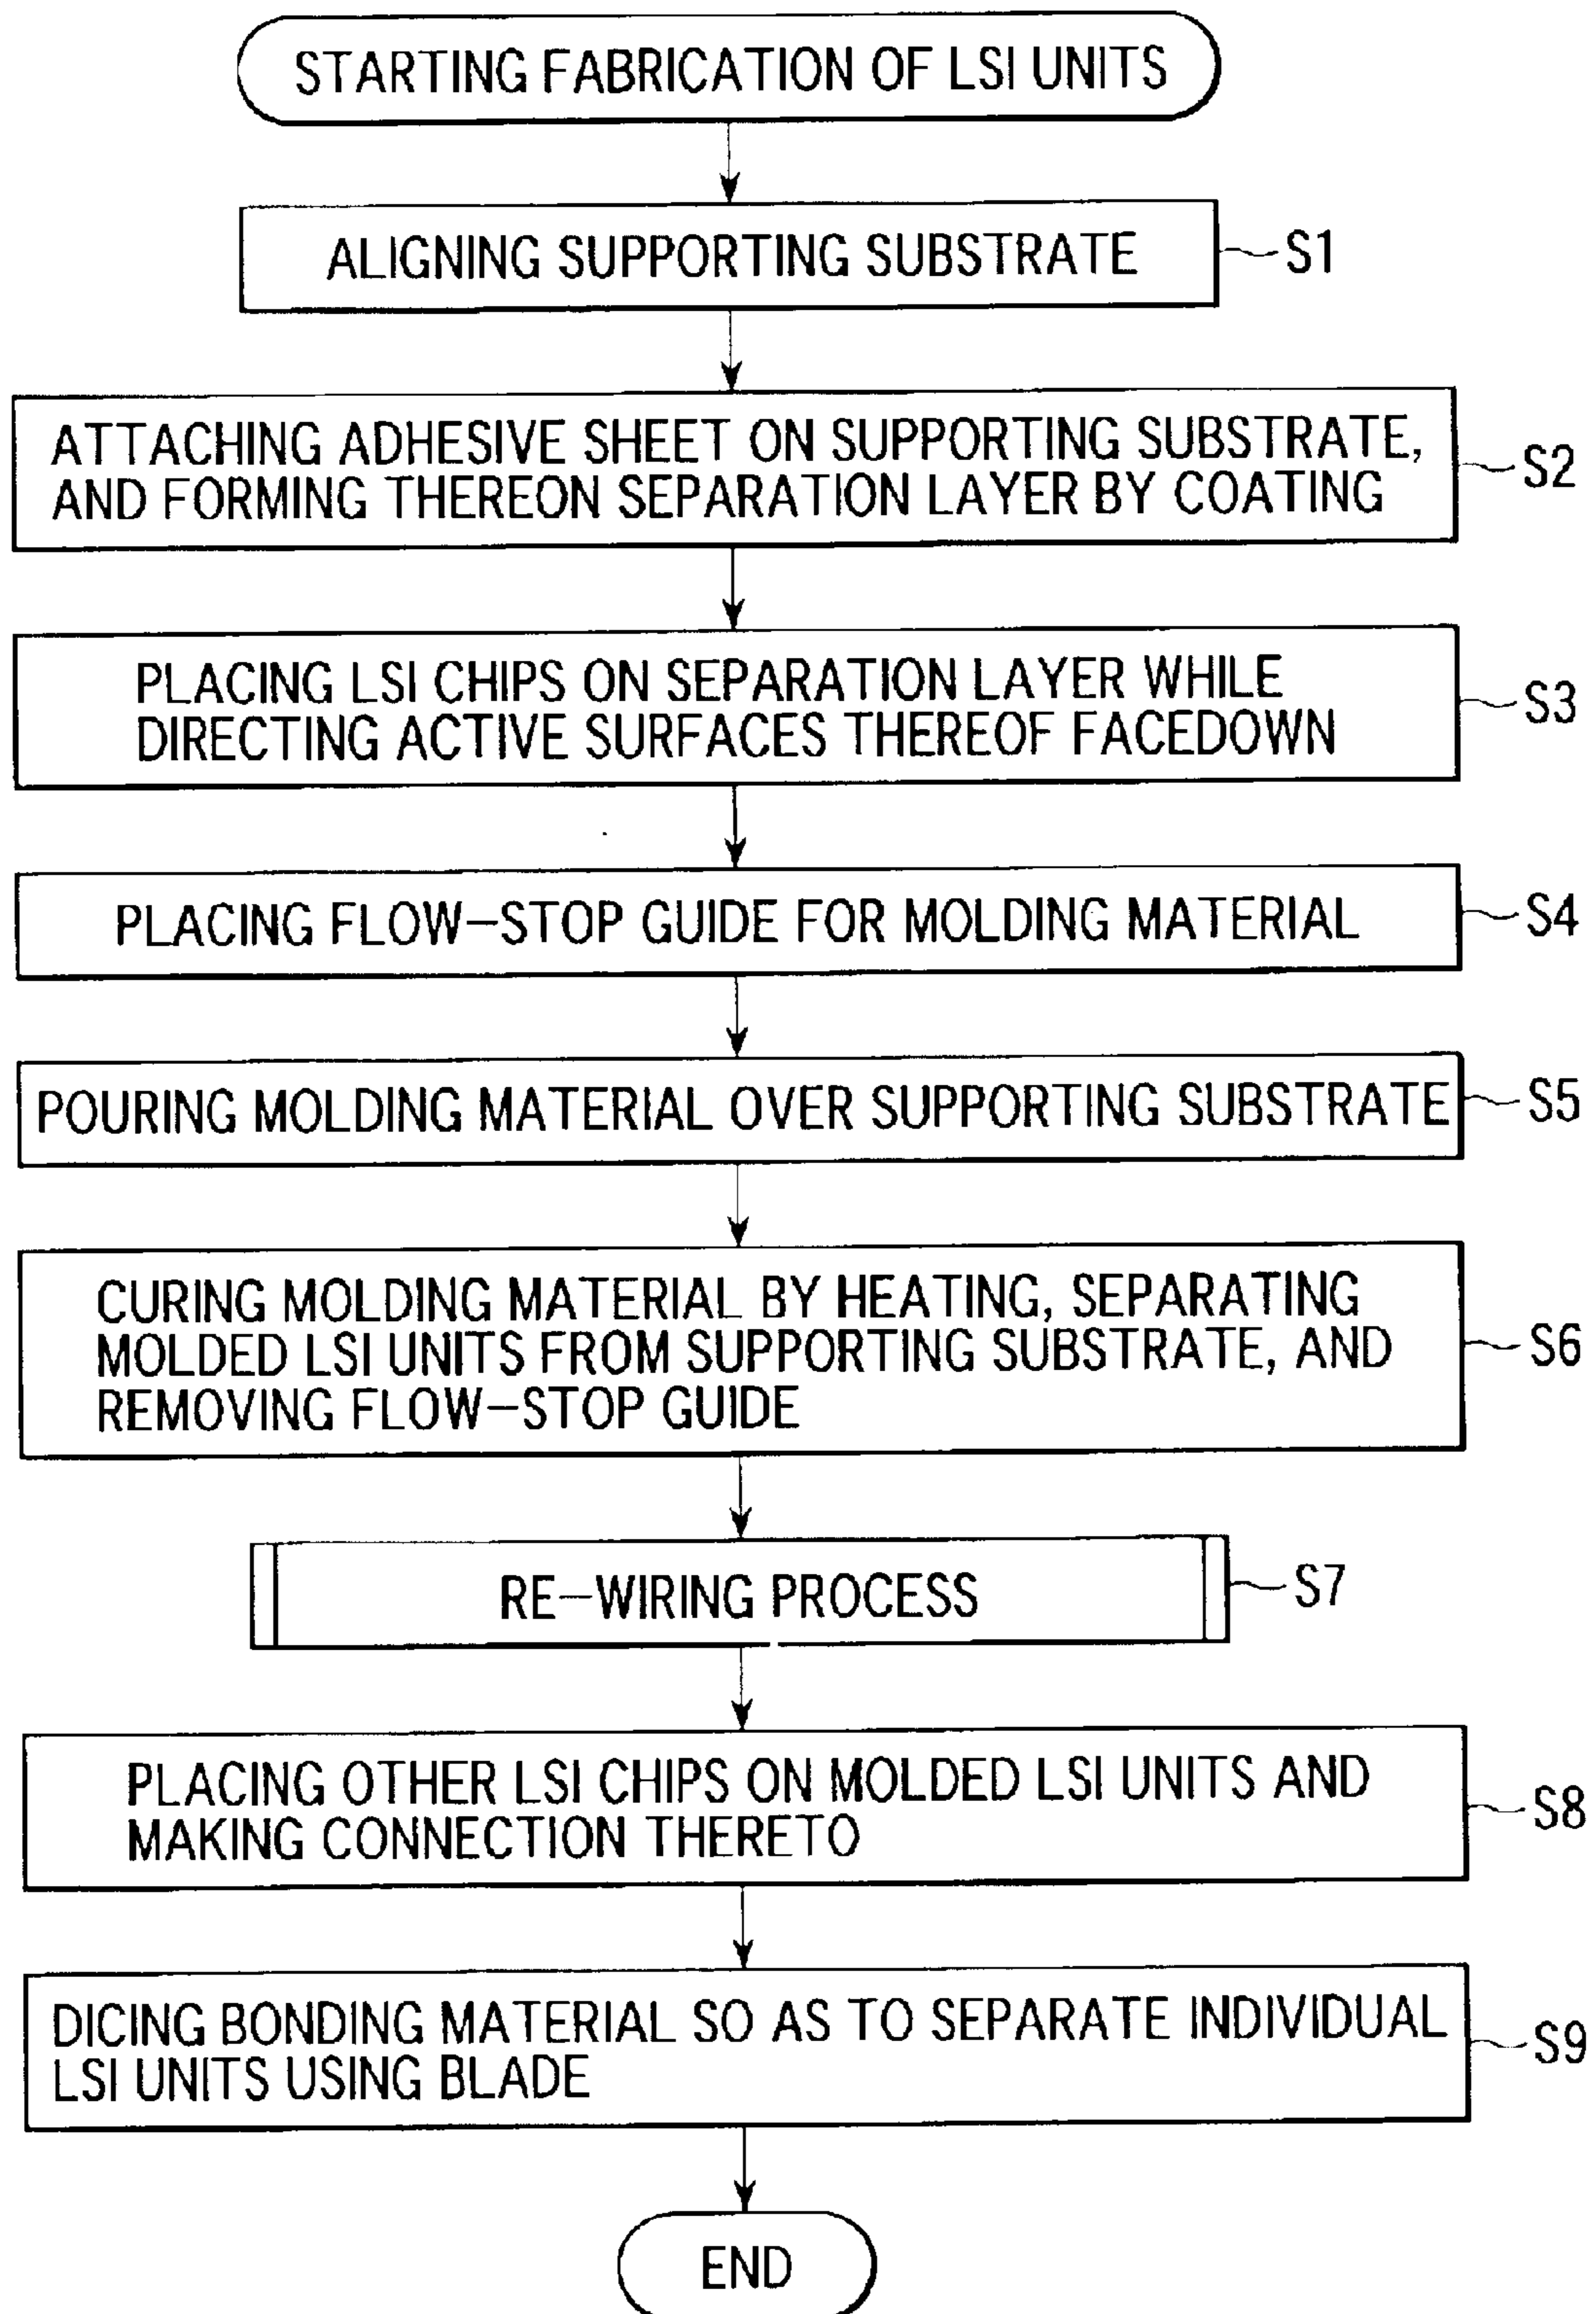 STARTING FABRICATION OF LSI UNITS
ALIGNING SUPPORTING SUBSTRATE
S1
ATTACHING ADHESIVE SHEET ON SUPPORTING SUBSTRATE,
AND FORMING THEREON SEPARATION LAYER BY COATING
S2
PLACING LSI CHIPS ON SEPARATION LAYER WHILE
DIRECTING ACTIVE SURFACES THEREOF FACEDOWN
S3
PLACING FLOW-STOP GUIDE FOR MOLDING MATERIAL
S4
POURING MOLDING MATERIAL OVER SUPPORTING SUBSTRATE
S5
CURING MOLDING MATERIAL BY HEATING, SEPARATING
MOLDED LSI UNITS FROM SUPPORTING SUBSTRATE, AND
REMOVING FLOW-STOP GUIDE
S6
RE-WIRING PROCESS
S7
PLACING OTHER LSI CHIPS ON MOLDED LSI UNITS AND
MAKING CONNECTION THERETO
S8
DICING BONDING MATERIAL SO AS TO SEPARATE INDIVIDUAL
LSI UNITS USING BLADE
S9
END